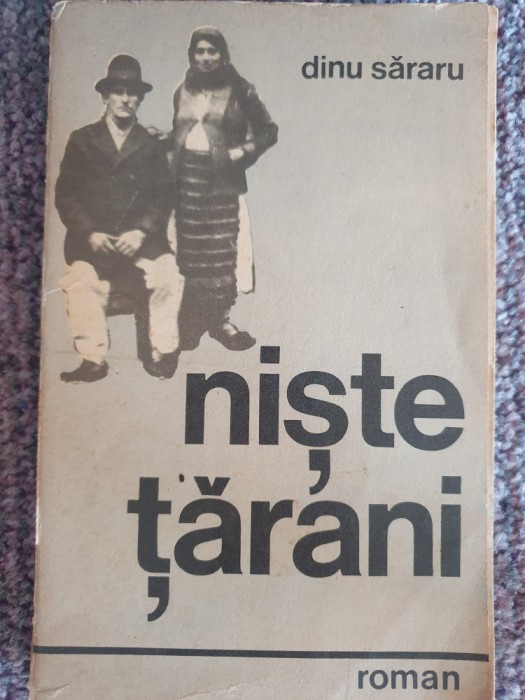 dinu săraru
niște
țărani
roman